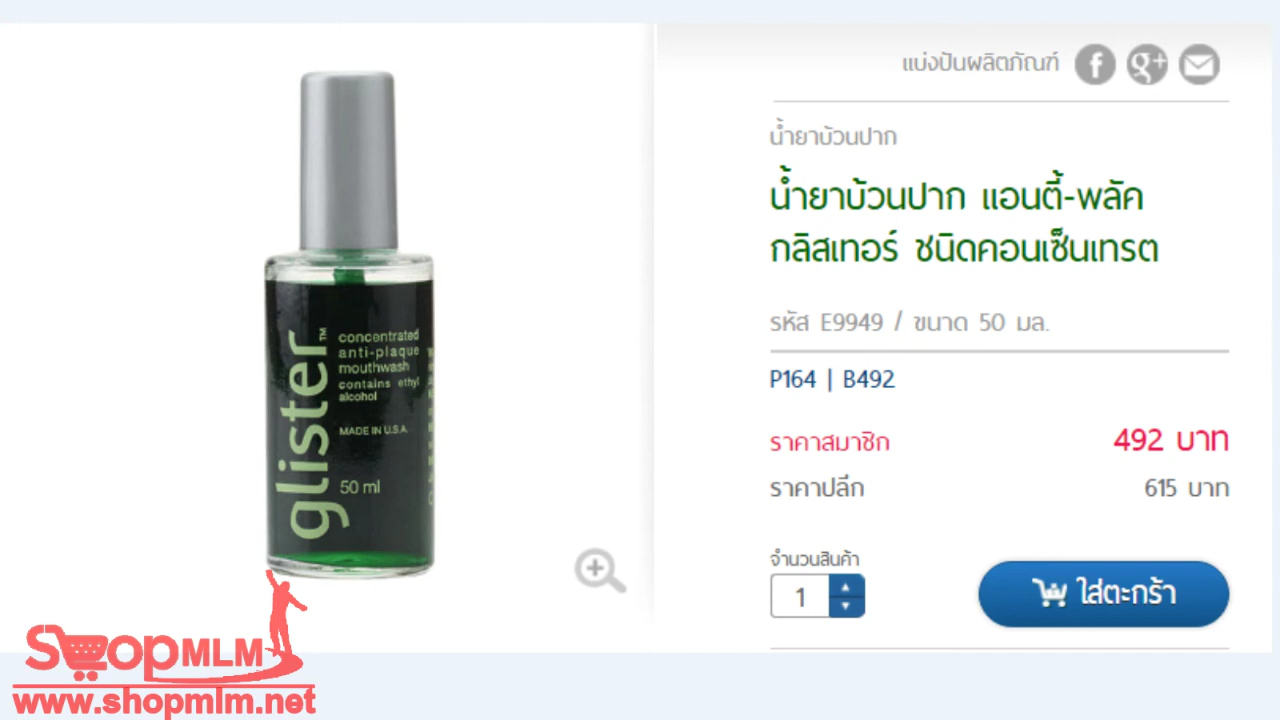 แบ่งปันผลิตภัณฑ์
น้ำยาบ้วนปาก
น้ำยาบ้วนปาก แอนตี้-พลัค
กลิสเทอร์ ชนิดคอนเซ็นเทรต
รหัส E9949 / ขนาด 50 มล.
P164 | B492
ราคาสมาชิก 492 บาท
ราคาปลีก 615 บาท
จำนวนสินค้า
1
ใส่ตะกร้า
glister™
concentrated
anti-plaque
mouthwash
contains ethyl
alcohol
MADE IN U.S.A.
50 ml
SHOPMLM
www.shopmlm.net